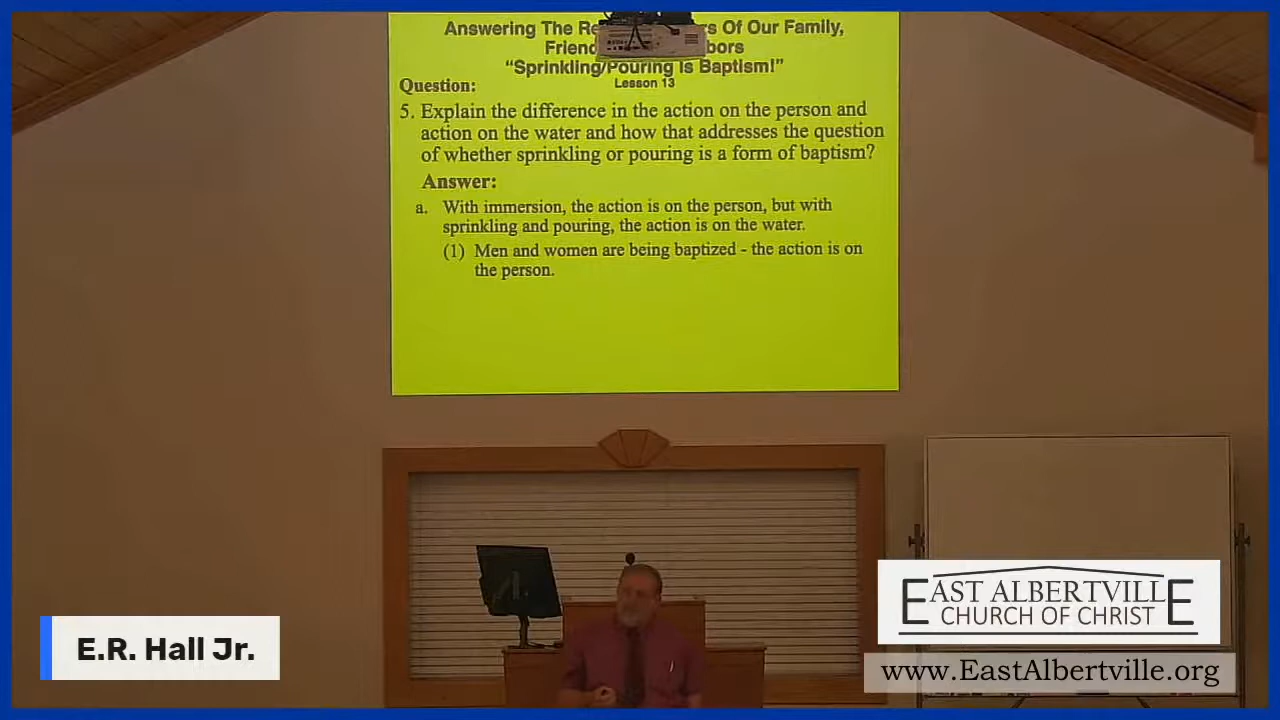 Answering The Re rs Of Our Family,
Frien bors
“Sprinkling/Pouring Is Baptism!”
Lesson 13
Question:
5. Explain the difference in the action on the person and
action on the water and how that addresses the question
of whether sprinkling or pouring is a form of baptism?
Answer:
a. With immersion, the action is on the person, but with
sprinkling and pouring, the action is on the water.
(1) Men and women are being baptized - the action is on
the person.
EAST ALBERTVILLE
CHURCH OF CHRIST
E.R. Hall Jr.
www.EastAlbertville.org